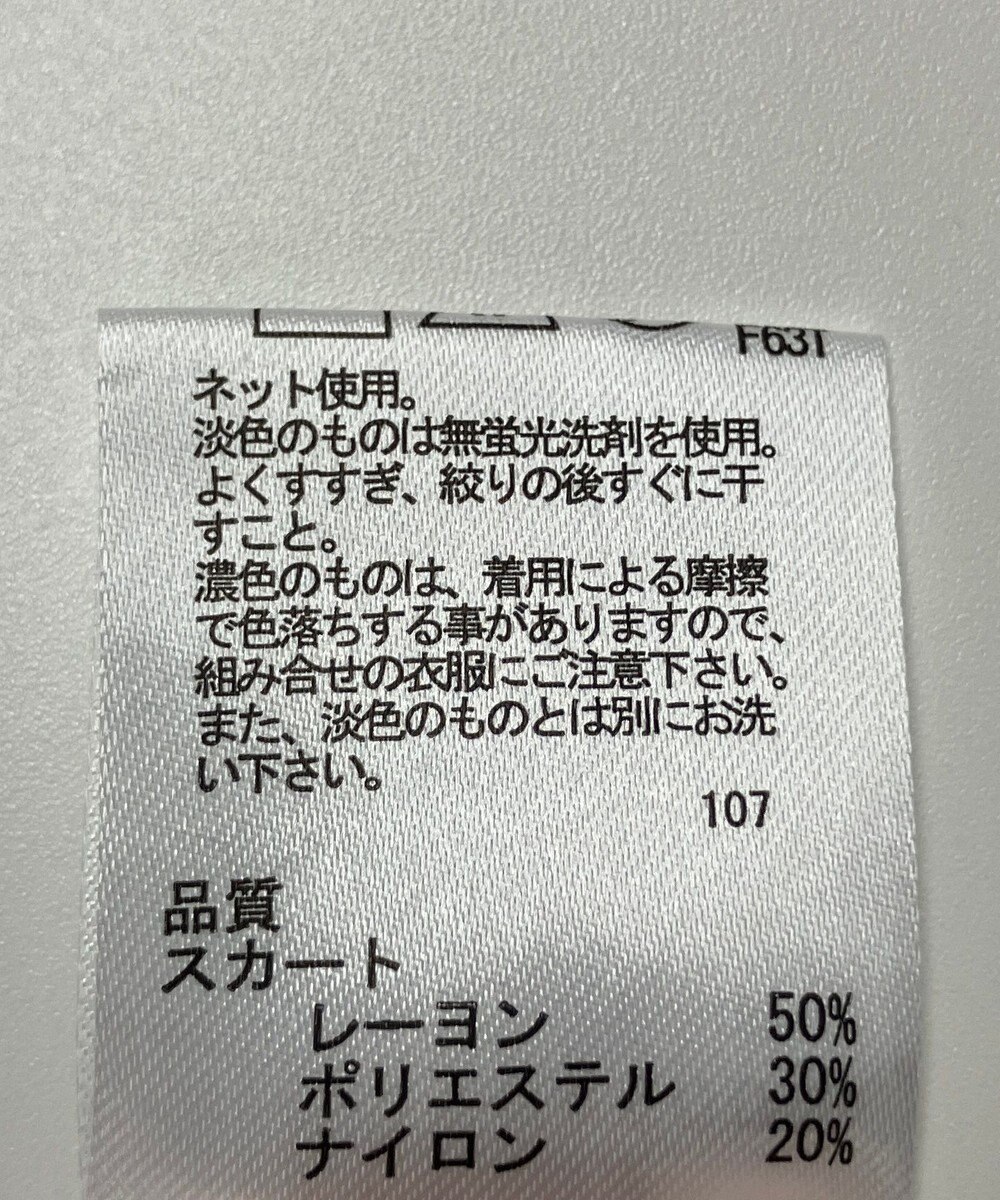 F631
ネット使用。
淡色のものは無蛍光洗剤を使用。
よくすすぎ、絞りの後すぐに干
すこと。
濃色のものは、着用による摩擦
で色落ちする事がありますので、
組み合せの衣服にご注意下さい。
また、淡色のものとは別にお洗
い下さい。
107
品質
スカート
レーヨン 50%
ポリエステル 30%
ナイロン 20%